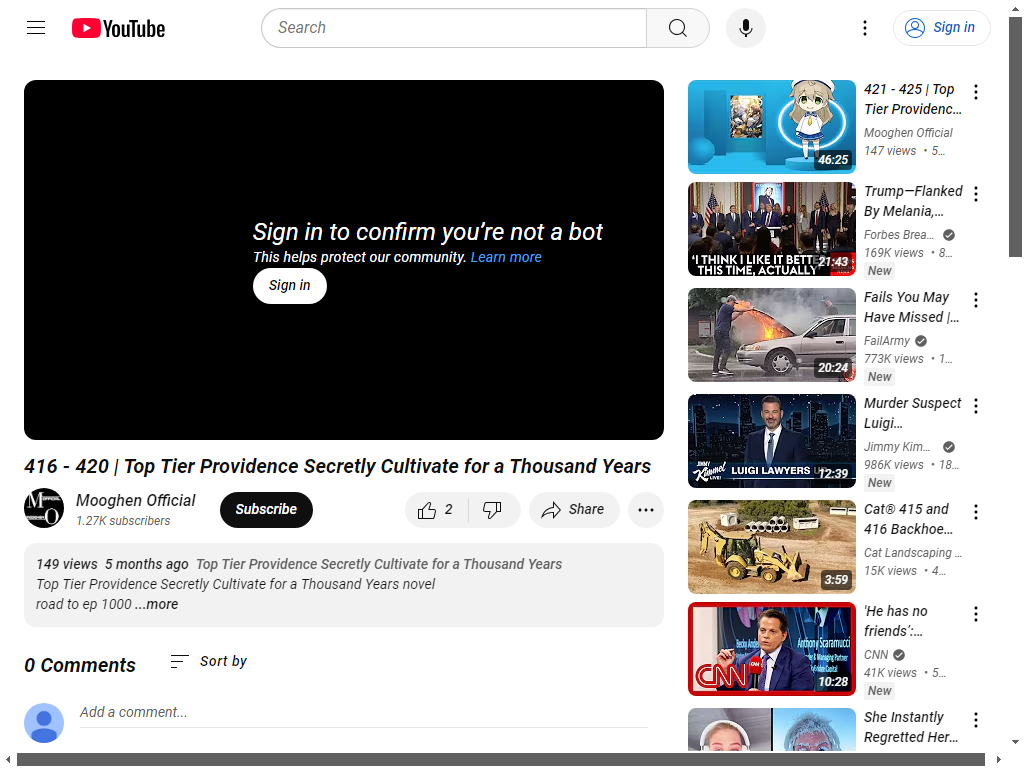 YouTube
Search
Sign in
Sign in to confirm you're not a bot
This helps protect our community. Learn more
Sign in
416 - 420 | Top Tier Providence Secretly Cultivate for a Thousand Years
Mooghen Official
1.27K subscribers
Subscribe
2
Share
149 views 5 months ago Top Tier Providence Secretly Cultivate for a Thousand Years
Top Tier Providence Secretly Cultivate for a Thousand Years novel
road to ep 1000 ...more
0 Comments
Sort by
Add a comment...
46:25
421 - 425 | Top
Tier Providenc...
Mooghen Official
147 views • 5...
'I THINK I LIKE IT BETTE
THIS TIME, ACTUALLY'
21:43
Trump—Flanked
By Melania,...
Forbes Brea...
169K views • 8...
New
20:24
Fails You May
Have Missed |...
FailArmy
773K views • 1...
New
JIMMY
Kimmel
LIVE!
LUIGI LAWYERS U
12:39
Murder Suspect
Luigi...
Jimmy Kim...
986K views • 18...
New
3:59
Cat® 415 and
416 Backhoe...
Cat Landscaping ...
15K views • 4...
Becky Ander
Anthony Scaramucci
CNN
10:28
'He has no
friends':...
CNN
41K views • 5...
New
She Instantly
Regretted Her...